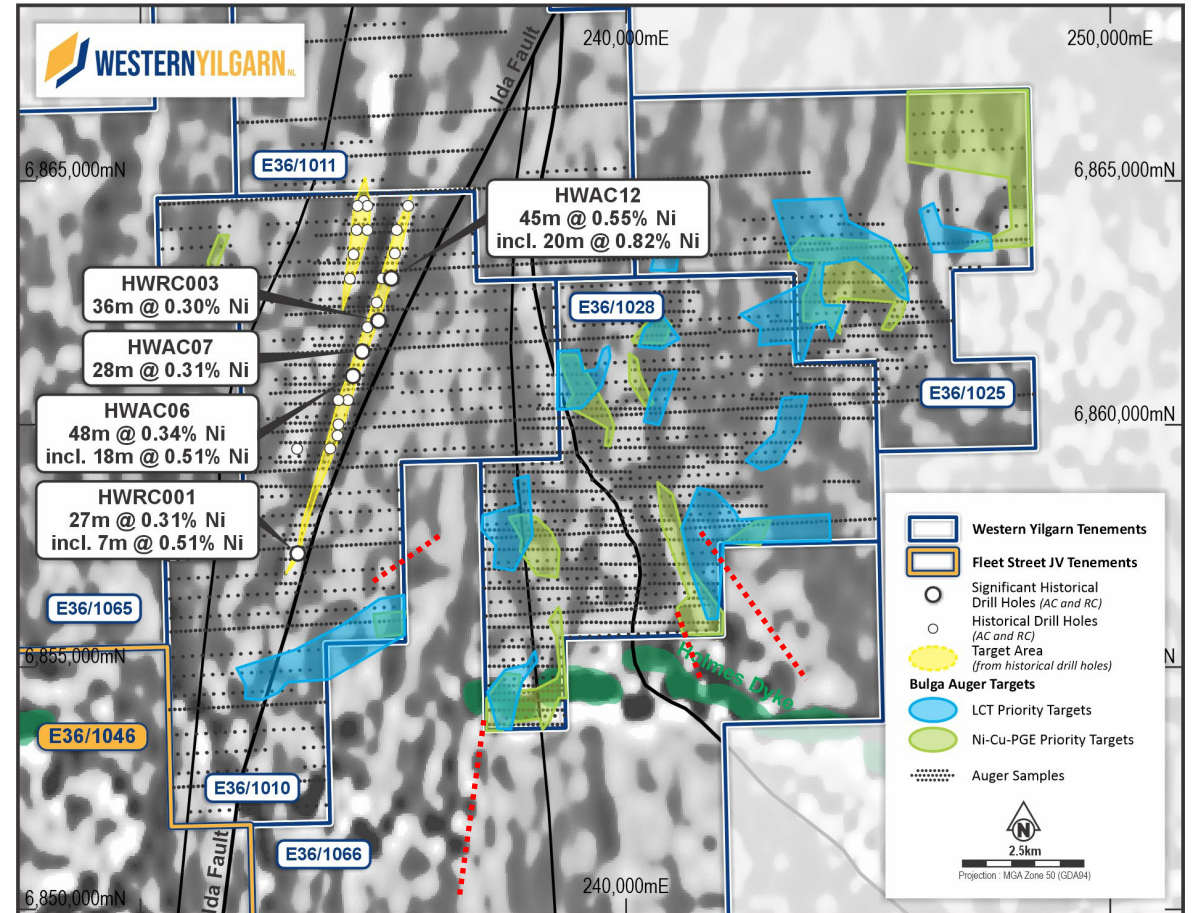 WESTERNYILGARN NL
240,000mE
250,000mE
Ida Fault
6,865,000mN
E36/1011
6,865,000mN
HWAC12
45m @ 0.55% Ni
incl. 20m @ 0.82% Ni
HWRC003
36m @ 0.30% Ni
E36/1028
HWAC07
28m @ 0.31% Ni
E36/1025
HWAC06
48m @ 0.34% Ni
incl. 18m @ 0.51% Ni
6,860,000mN
HWRC001
27m @ 0.31% Ni
incl. 7m @ 0.51% Ni
E36/1065
6,855,000mN
N
Holmes Dyke
E36/1046
E36/1010
E36/1066
Ida Fault
6,850,000mN
240,000mE
Western Yilgarn Tenements
Fleet Street JV Tenements
Significant Historical
Drill Holes (AC and RC)
Historical Drill Holes
(AC and RC)
Target Area
(from historical drill holes)
Bulga Auger Targets
LCT Priority Targets
Ni-Cu-PGE Priority Targets
Auger Samples
N
2.5km
Projection : MGA Zone 50 (GDA94)